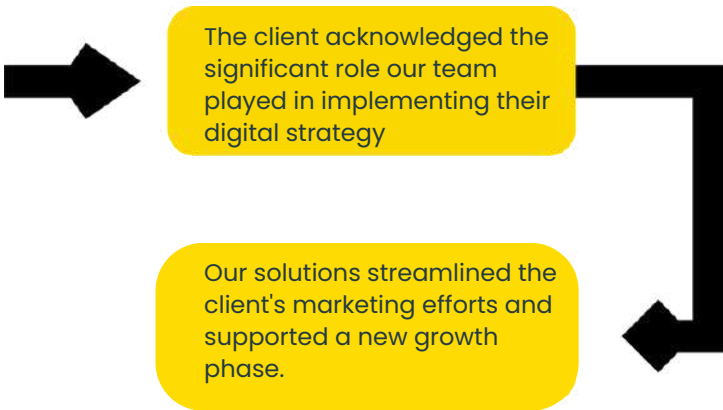 The client acknowledged the
significant role our team
played in implementing their
digital strategy
Our solutions streamlined the
client's marketing efforts and
supported a new growth
phase.